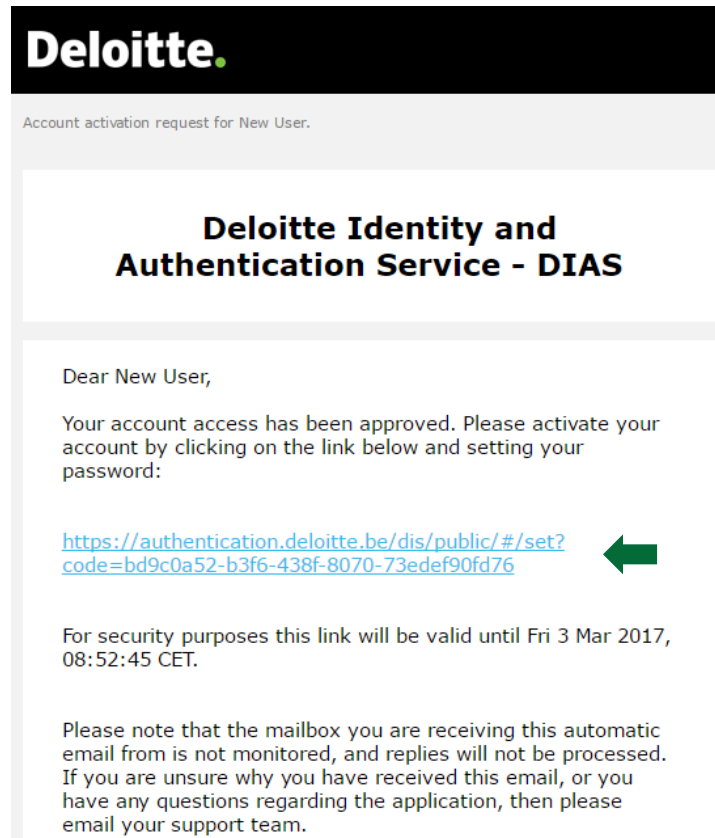 Deloitte.
Account activation request for New User.
Deloitte Identity and
Authentication Service - DIAS
Dear New User,
Your account access has been approved. Please activate your
account by clicking on the link below and setting your
password:
https://authentication.deloitte.be/dis/public/#/set?
code=bd9c0a52-b3f6-438f-8070-73edef90fd76
For security purposes this link will be valid until Fri 3 Mar 2017,
08:52:45 CET.
Please note that the mailbox you are receiving this automatic
email from is not monitored, and replies will not be processed.
If you are unsure why you have received this email, or you
have any questions regarding the application, then please
email your support team.